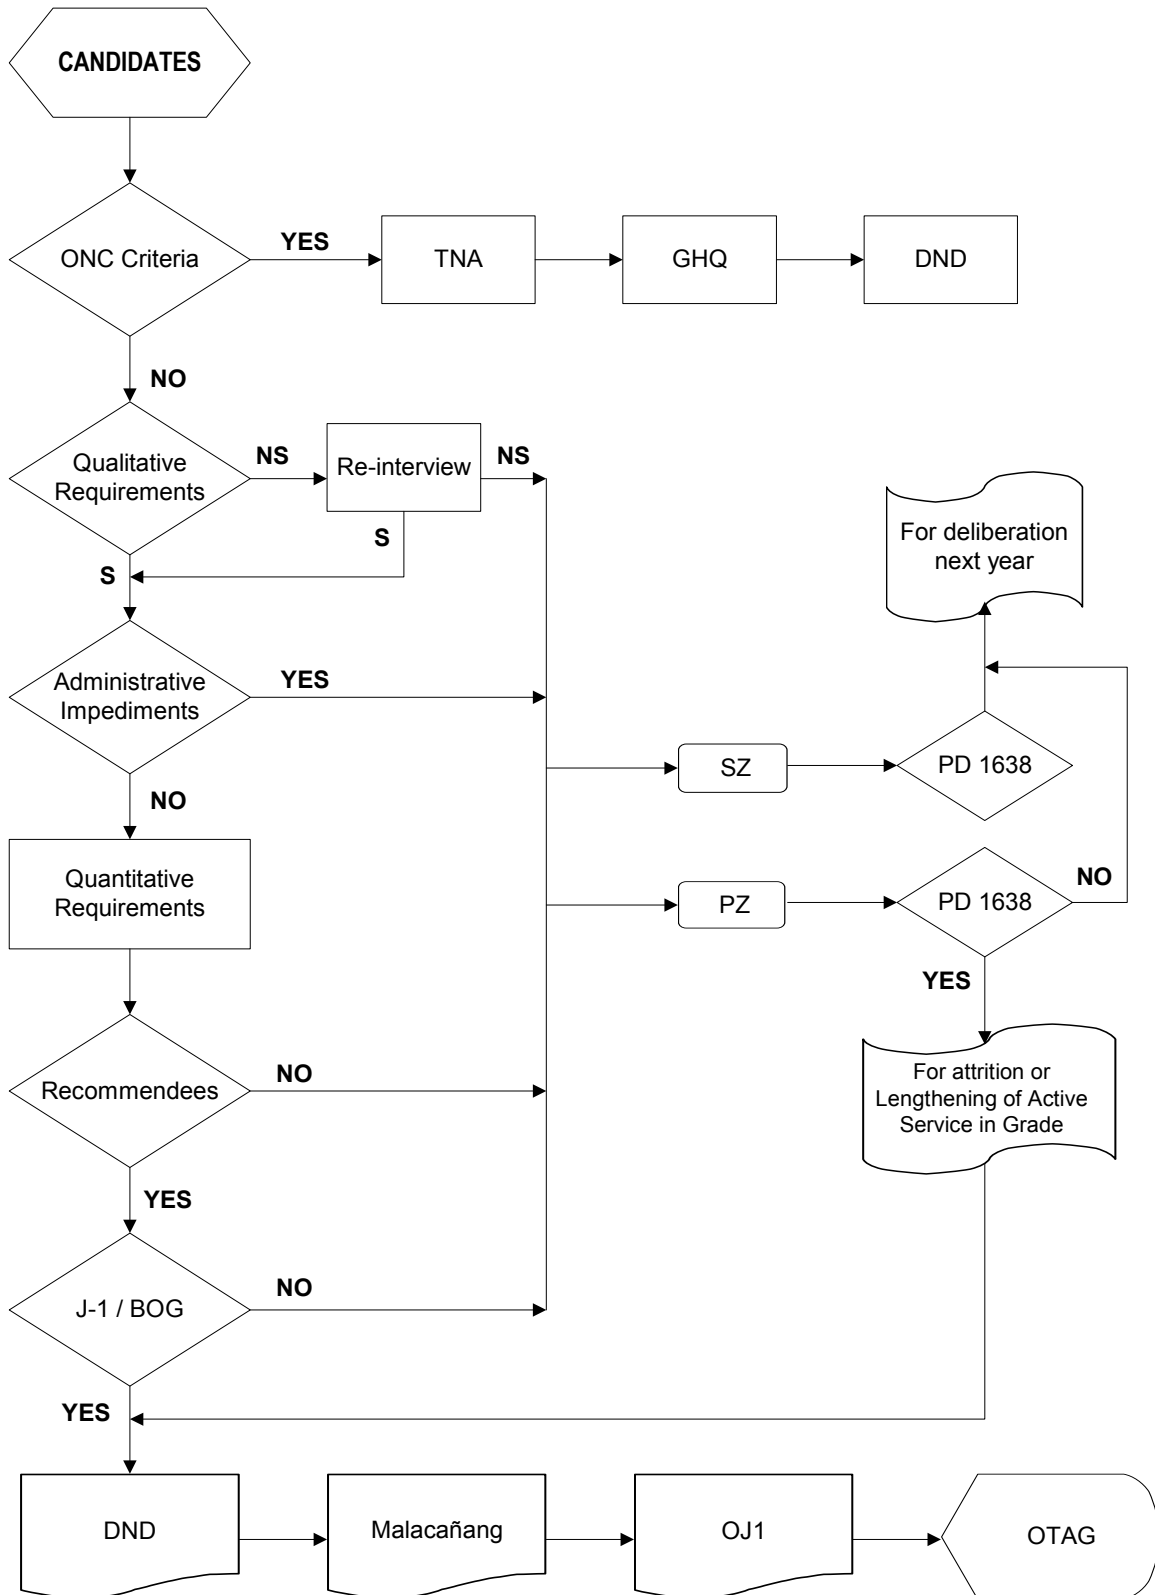 CANDIDATES
ONC Criteria
YES
TNA
GHQ
DND
NO
Qualitative
Requirements
NS
Re-interview
NS
S
S
For deliberation
next year
Administrative
Impediments
YES
NO
SZ
PD 1638
Quantitative
Requirements
PZ
PD 1638
NO
YES
Recommendees
NO
For attrition or
Lengthening of Active
Service in Grade
YES
J-1 / BOG
NO
YES
DND
Malacañang
OJ1
OTAG